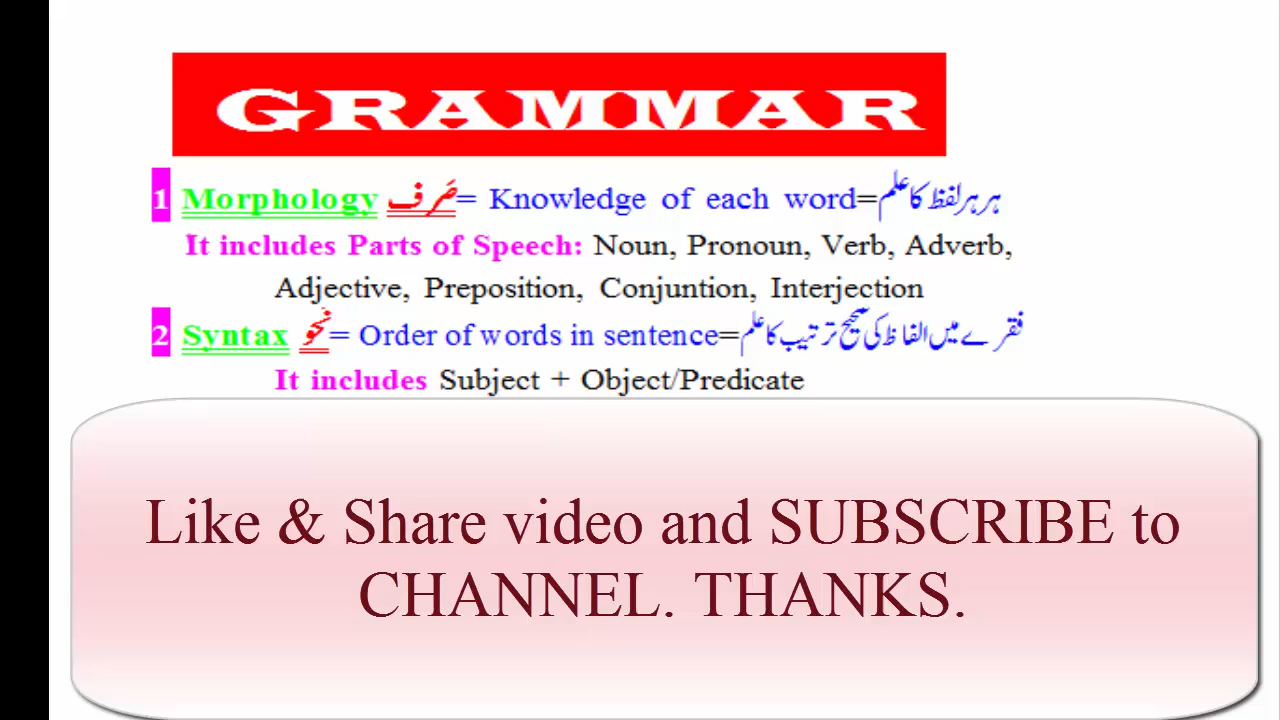 GRAMMAR
1 Morphology صَرف= Knowledge of each word=ہر ہر لفظ کا علم
It includes Parts of Speech: Noun, Pronoun, Verb, Adverb,
Adjective, Preposition, Conjuntion, Interjection
2 Syntax نحَو= Order of words in sentence=فقرے میں الفاظ کی صحیح ترتیب کا علم
It includes Subject + Object/Predicate
Like & Share video and SUBSCRIBE to
CHANNEL. THANKS.